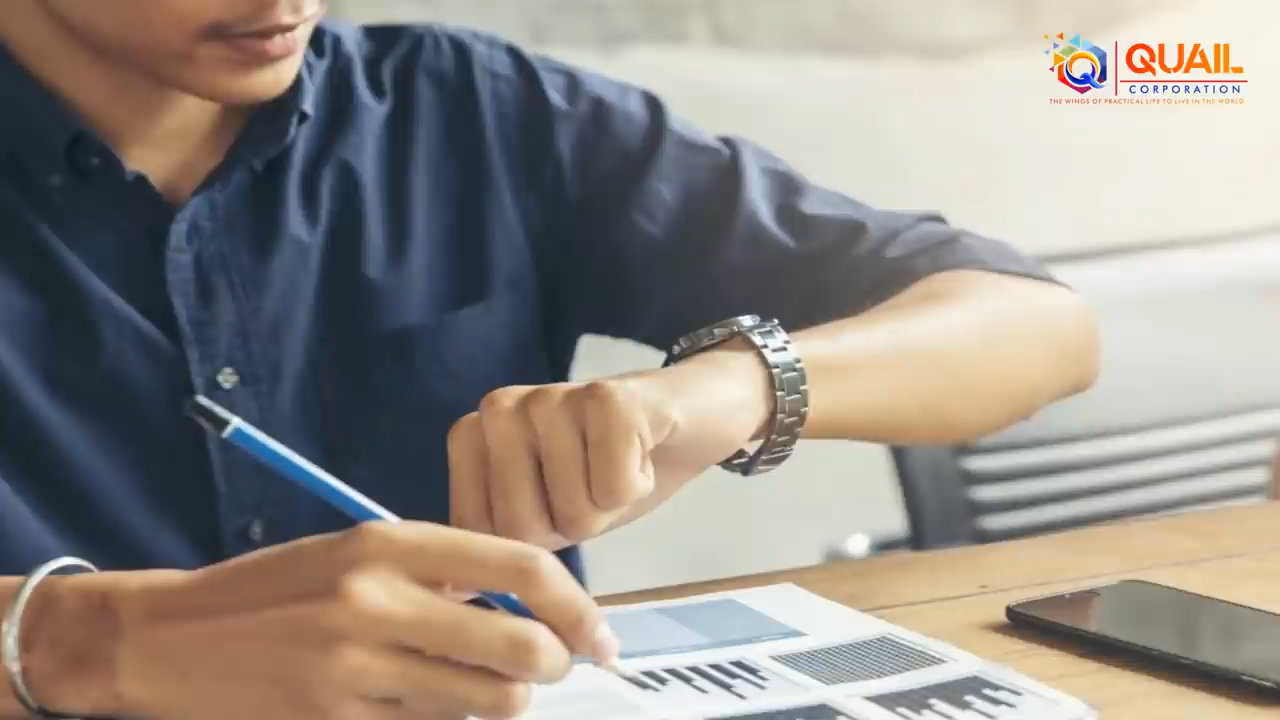 QUAIL
CORPORATION
THE WINGS OF PRACTICAL LIFE TO LIVE IN THE WORLD